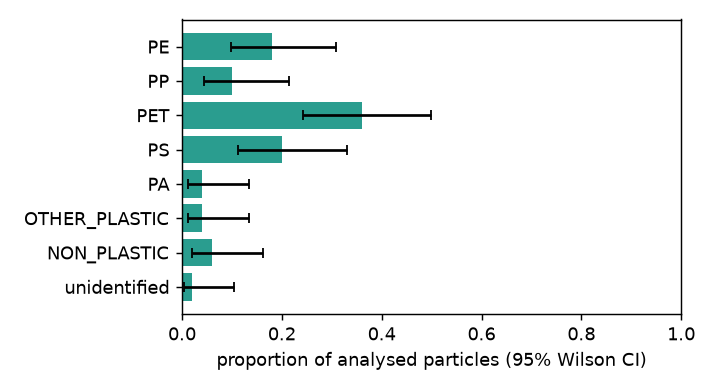 PE
PP
PET
PS
PA
OTHER_PLASTIC
NON_PLASTIC
unidentified
0.0 0.2 0.4 0.6 0.8 1.0
proportion of analysed particles (95% Wilson CI)